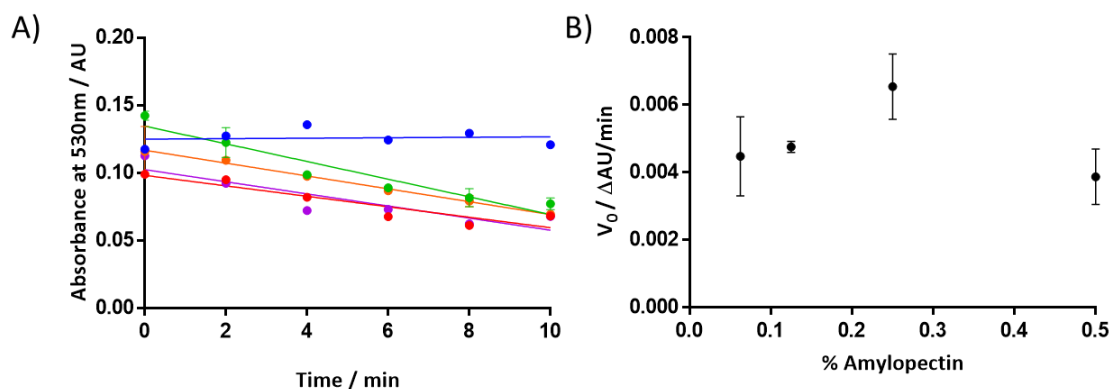 A)
Absorbance at 530nm / AU
0.20
0.15
0.10
0.05
0.00
0 2 4 6 8 10
Time / min
B)
V0 / ΔAU/min
0.008
0.006
0.004
0.002
0.000
0.0 0.1 0.2 0.3 0.4 0.5
% Amylopectin